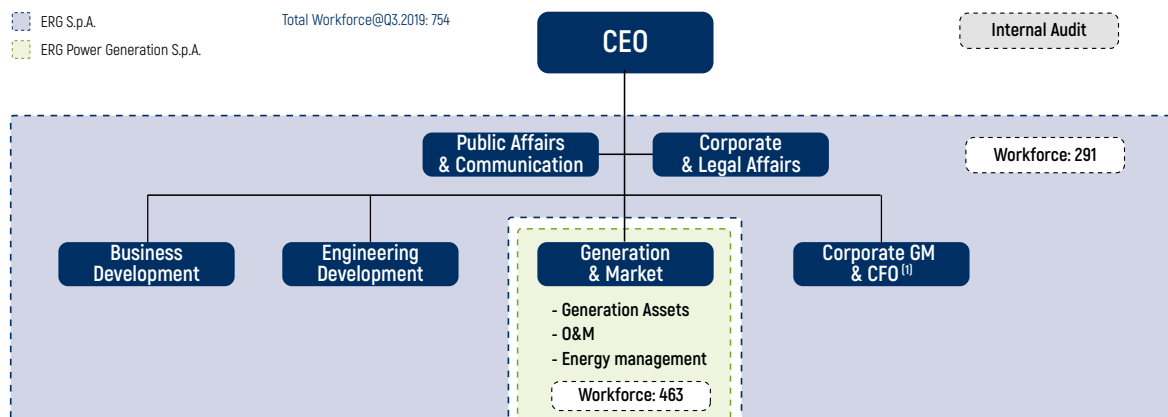 ERG S.p.A.
Total Workforce@Q3.2019: 754
ERG Power Generation S.p.A.
CEO
Internal Audit
Public Affairs
& Communication
Corporate
& Legal Affairs
Workforce: 291
Business
Development
Engineering
Development
Generation
& Market
Corporate GM
& CFO (1)
- Generation Assets
- O&M
- Energy management
Workforce: 463